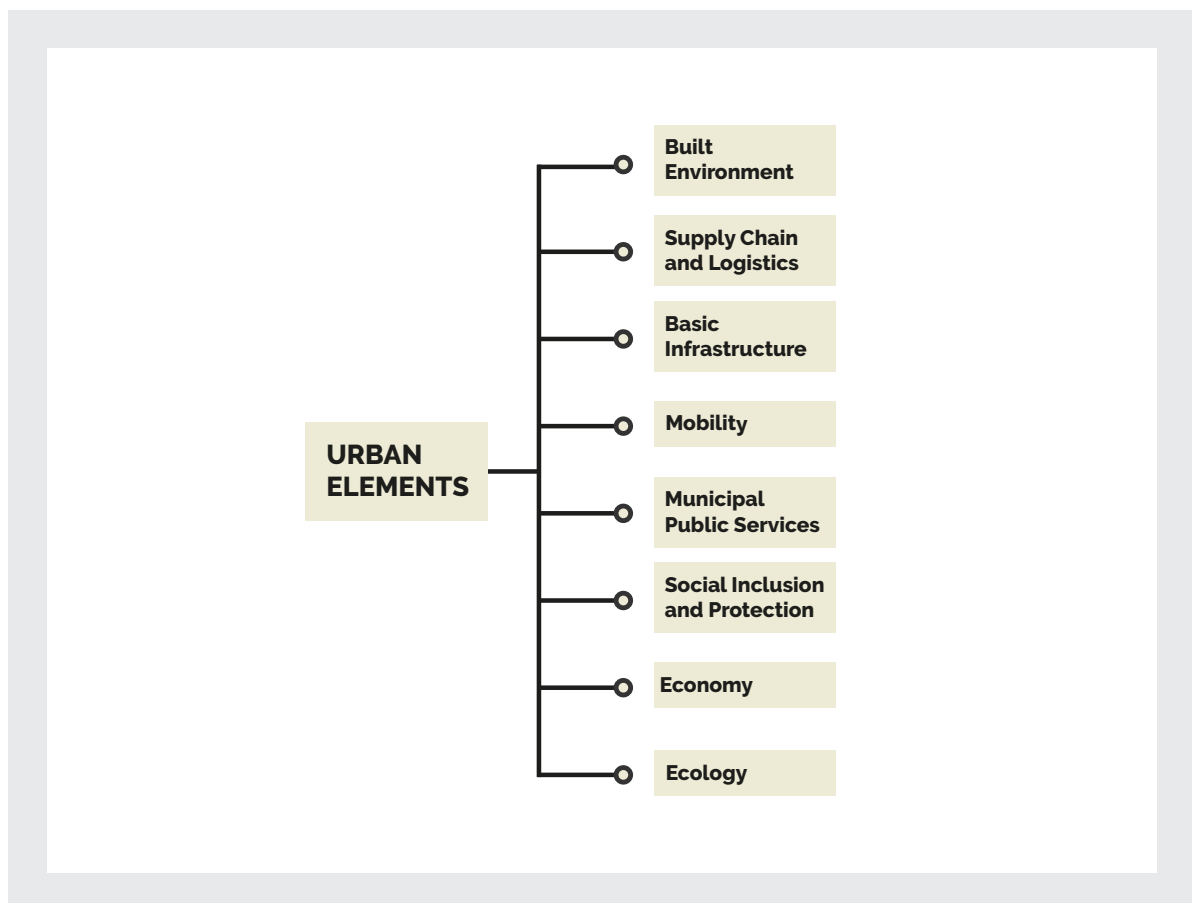 Built
Environment
Supply Chain
and Logistics
Basic
Infrastructure
Mobility
URBAN
ELEMENTS
Municipal
Public Services
Social Inclusion
and Protection
Economy
Ecology